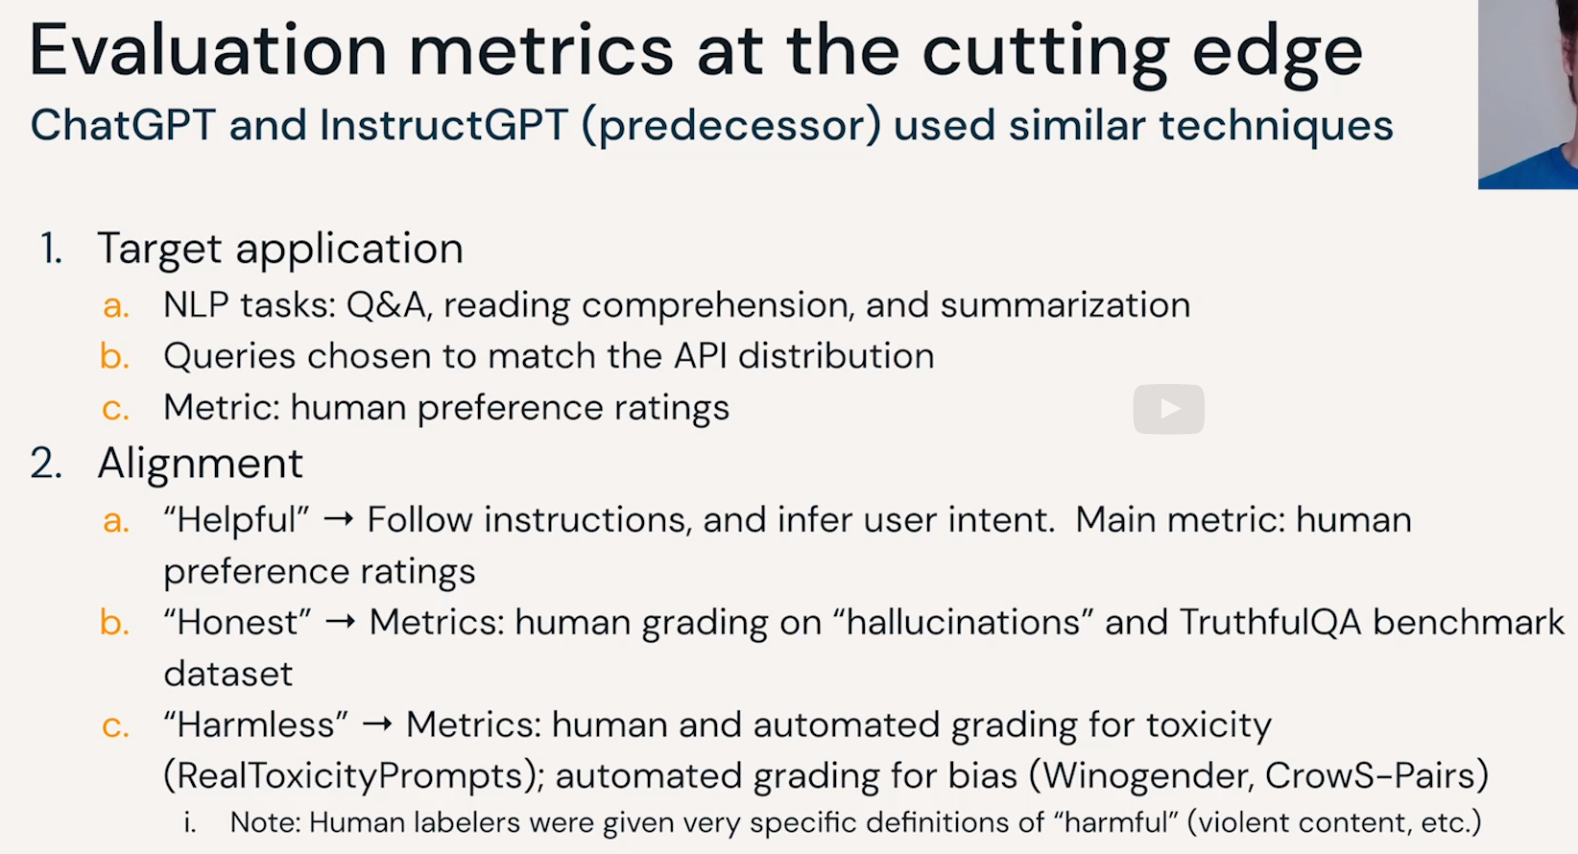 Evaluation metrics at the cutting edge
ChatGPT and InstructGPT (predecessor) used similar techniques
1. Target application
a. NLP tasks: Q&A, reading comprehension, and summarization
b. Queries chosen to match the API distribution
c. Metric: human preference ratings
2. Alignment
a. “Helpful” → Follow instructions, and infer user intent. Main metric: human
preference ratings
b. “Honest” → Metrics: human grading on “hallucinations” and TruthfulQA benchmark
dataset
c. “Harmless” → Metrics: human and automated grading for toxicity
(RealToxicityPrompts); automated grading for bias (Winogender, CrowS-Pairs)
i. Note: Human labelers were given very specific definitions of “harmful” (violent content, etc.)